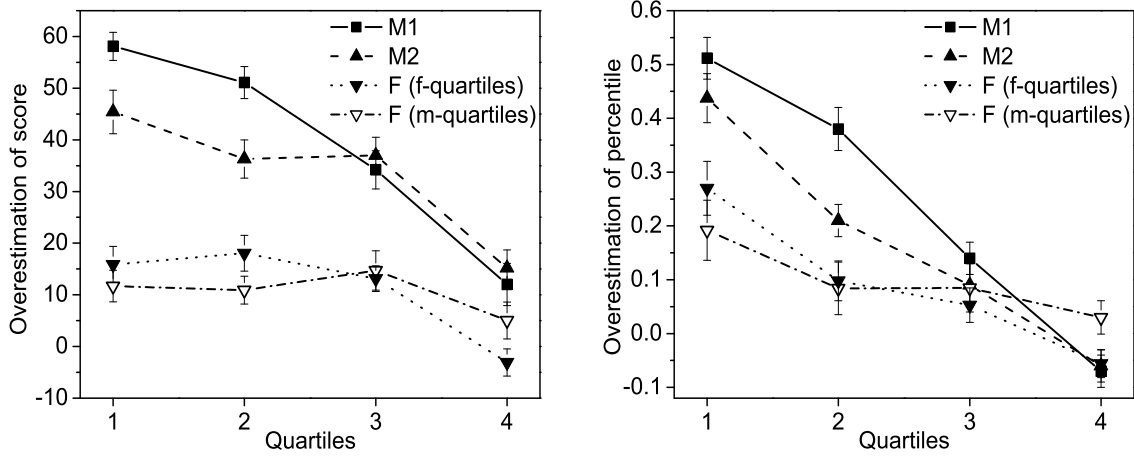 Overestimation of score
60
50
40
30
20
10
0
-10
1
2
3
4
Quartiles
M1
M2
F (f-quartiles)
F (m-quartiles)
Overestimation of percentile
0.6
0.5
0.4
0.3
0.2
0.1
0.0
-0.1
1
2
3
4
Quartiles
M1
M2
F (f-quartiles)
F (m-quartiles)